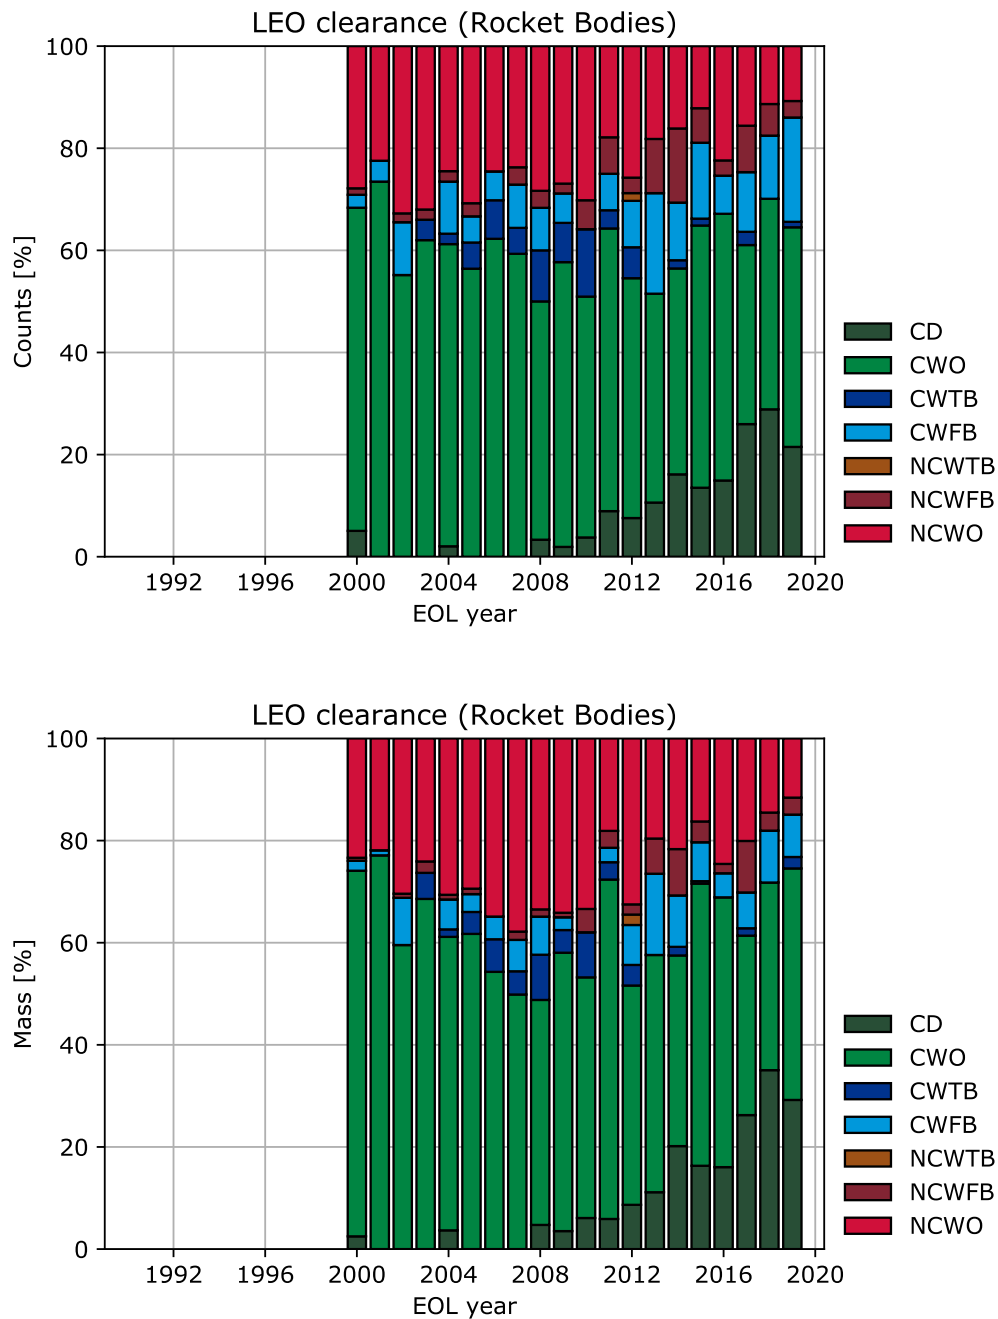 LEO clearance (Rocket Bodies)
100
80
60
40
20
0
Counts [%]
1992 1996 2000 2004 2008 2012 2016 2020
EOL year
CD
CWO
CWTB
CWFB
NCWTB
NCWFB
NCWO
LEO clearance (Rocket Bodies)
100
80
60
40
20
0
Mass [%]
1992 1996 2000 2004 2008 2012 2016 2020
EOL year
CD
CWO
CWTB
CWFB
NCWTB
NCWFB
NCWO